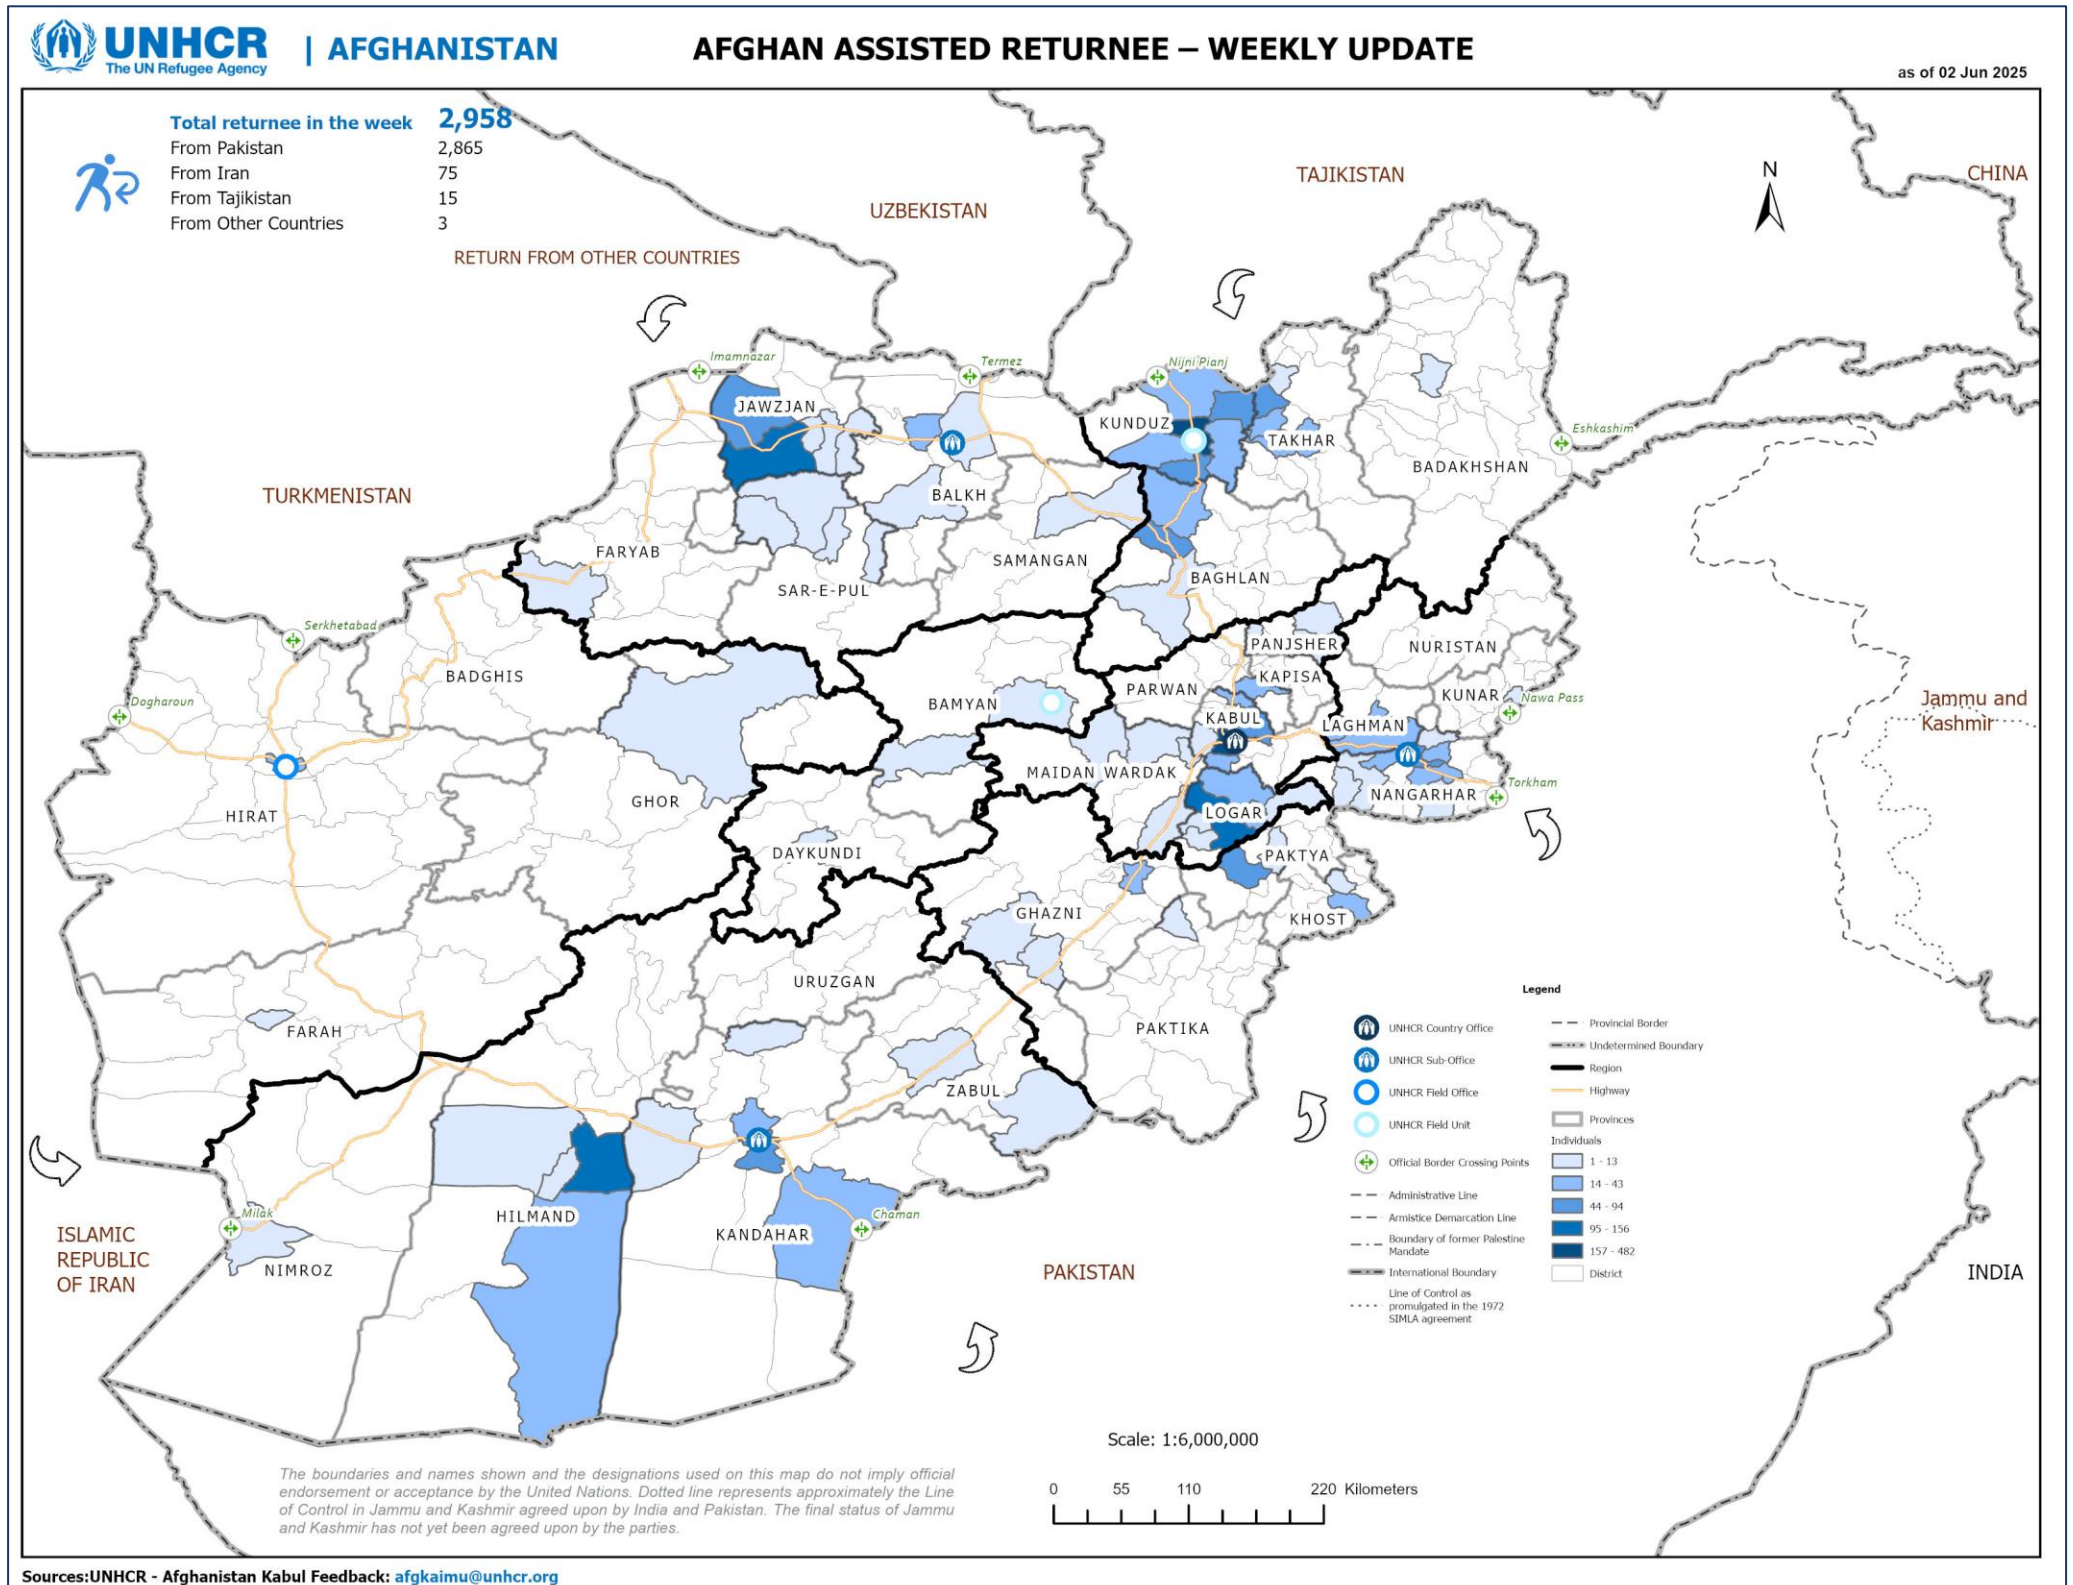 UNHCR
The UN Refugee Agency
| AFGHANISTAN
AFGHAN ASSISTED RETURNEE – WEEKLY UPDATE
as of 02 Jun 2025
Total returnee in the week 2,958
From Pakistan 2,865
From Iran 75
From Tajikistan 15
From Other Countries 3
RETURN FROM OTHER COUNTRIES
UZBEKISTAN
TAJIKISTAN
CHINA
N
Imamnazar
Termez
Nijni Pianj
JAWZJAN
KUNDUZ
TAKHAR
Eshkashim
BADAKHSHAN
TURKMENISTAN
BALKH
FARYAB
SAMANGAN
SAR-E-PUL
BAGHLAN
Serkhetabad
PANJSHER
NURISTAN
BADGHIS
BAMYAN
PARWAN
KAPISA
KUNAR
Nawa Pass
Dogharoun
KABUL
LAGHMAN
Jammu and
Kashmir
MAIDAN WARDAK
Torkham
NANGARHAR
HIRAT
GHOR
LOGAR
DAYKUNDI
PAKTYA
GHAZNI
KHOST
URUZGAN
FARAH
PAKTIKA
ZABUL
HILMAND
KANDAHAR
Chaman
Milak
NIMROZ
ISLAMIC
REPUBLIC
OF IRAN
PAKISTAN
INDIA
Legend
UNHCR Country Office
UNHCR Sub-Office
UNHCR Field Office
UNHCR Field Unit
Official Border Crossing Points
Administrative Line
Armistice Demarcation Line
Boundary of former Palestine
Mandate
International Boundary
Line of Control as
promulgated in the 1972
SIMLA agreement
Provincial Border
Undetermined Boundary
Region
Highway
Provinces
Individuals
1 - 13
14 - 43
44 - 94
95 - 156
157 - 482
District
Scale: 1:6,000,000
0 55 110 220 Kilometers
The boundaries and names shown and the designations used on this map do not imply official
endorsement or acceptance by the United Nations. Dotted line represents approximately the Line
of Control in Jammu and Kashmir agreed upon by India and Pakistan. The final status of Jammu
and Kashmir has not yet been agreed upon by the parties.
Sources:UNHCR - Afghanistan Kabul Feedback: afgkaimu@unhcr.org